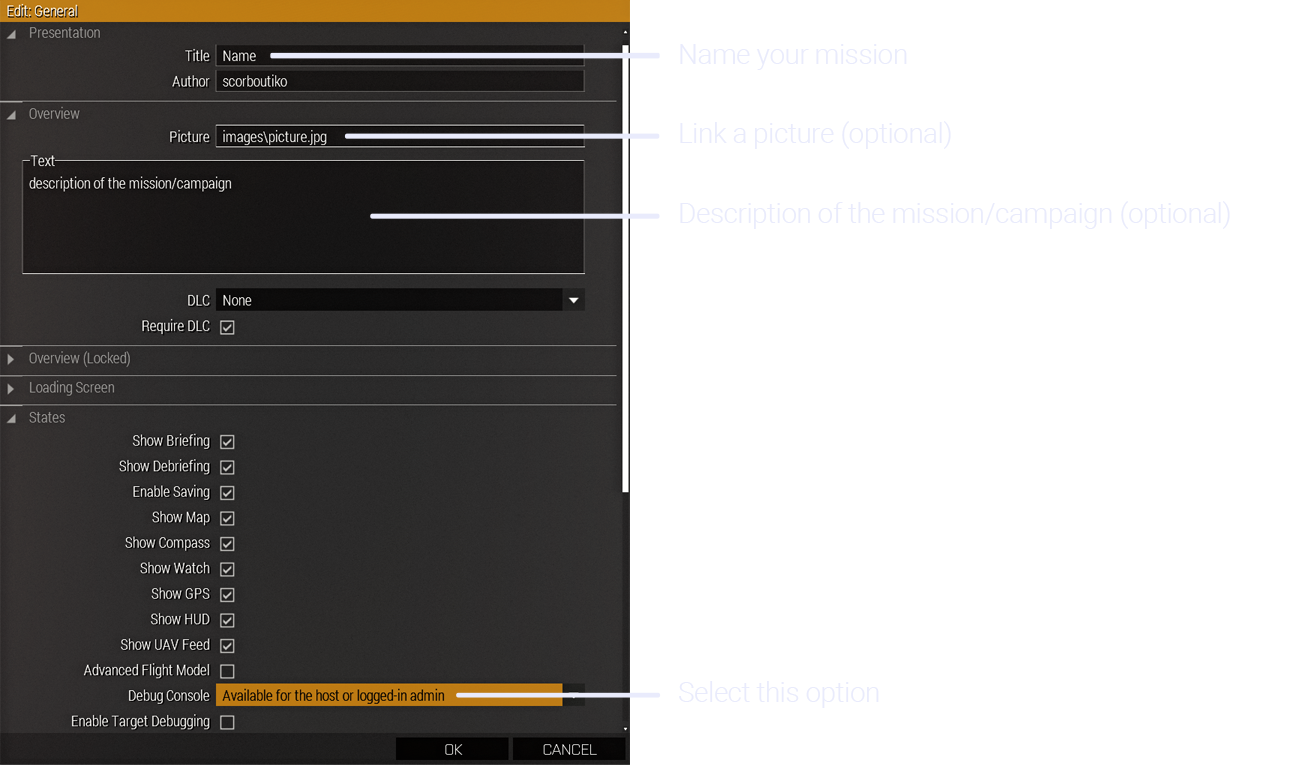 Edit: General
Presentation
Title Name
Name your mission
Author scorboutiko
Overview
Picture images\picture.jpg
Link a picture (optional)
Text
description of the mission/campaign
Description of the mission/campaign (optional)
DLC None
Require DLC
Overview (Locked)
Loading Screen
States
Show Briefing
Show Debriefing
Enable Saving
Show Map
Show Compass
Show Watch
Show GPS
Show HUD
Show UAV Feed
Advanced Flight Model
Debug Console Available for the host or logged-in admin
Select this option
Enable Target Debugging
OK CANCEL